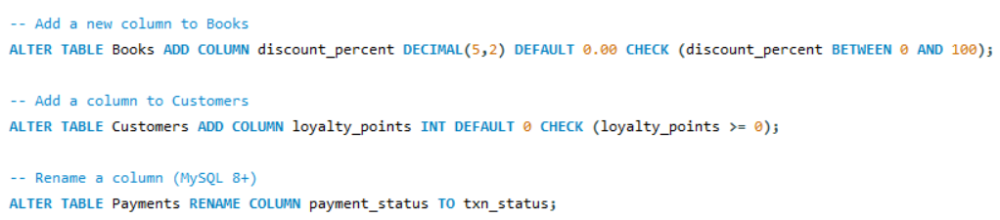 -- Add a new column to Books
ALTER TABLE Books ADD COLUMN discount_percent DECIMAL(5,2) DEFAULT 0.00 CHECK (discount_percent BETWEEN 0 AND 100);
-- Add a column to Customers
ALTER TABLE Customers ADD COLUMN loyalty_points INT DEFAULT 0 CHECK (loyalty_points >= 0);
-- Rename a column (MySQL 8+)
ALTER TABLE Payments RENAME COLUMN payment_status TO txn_status;